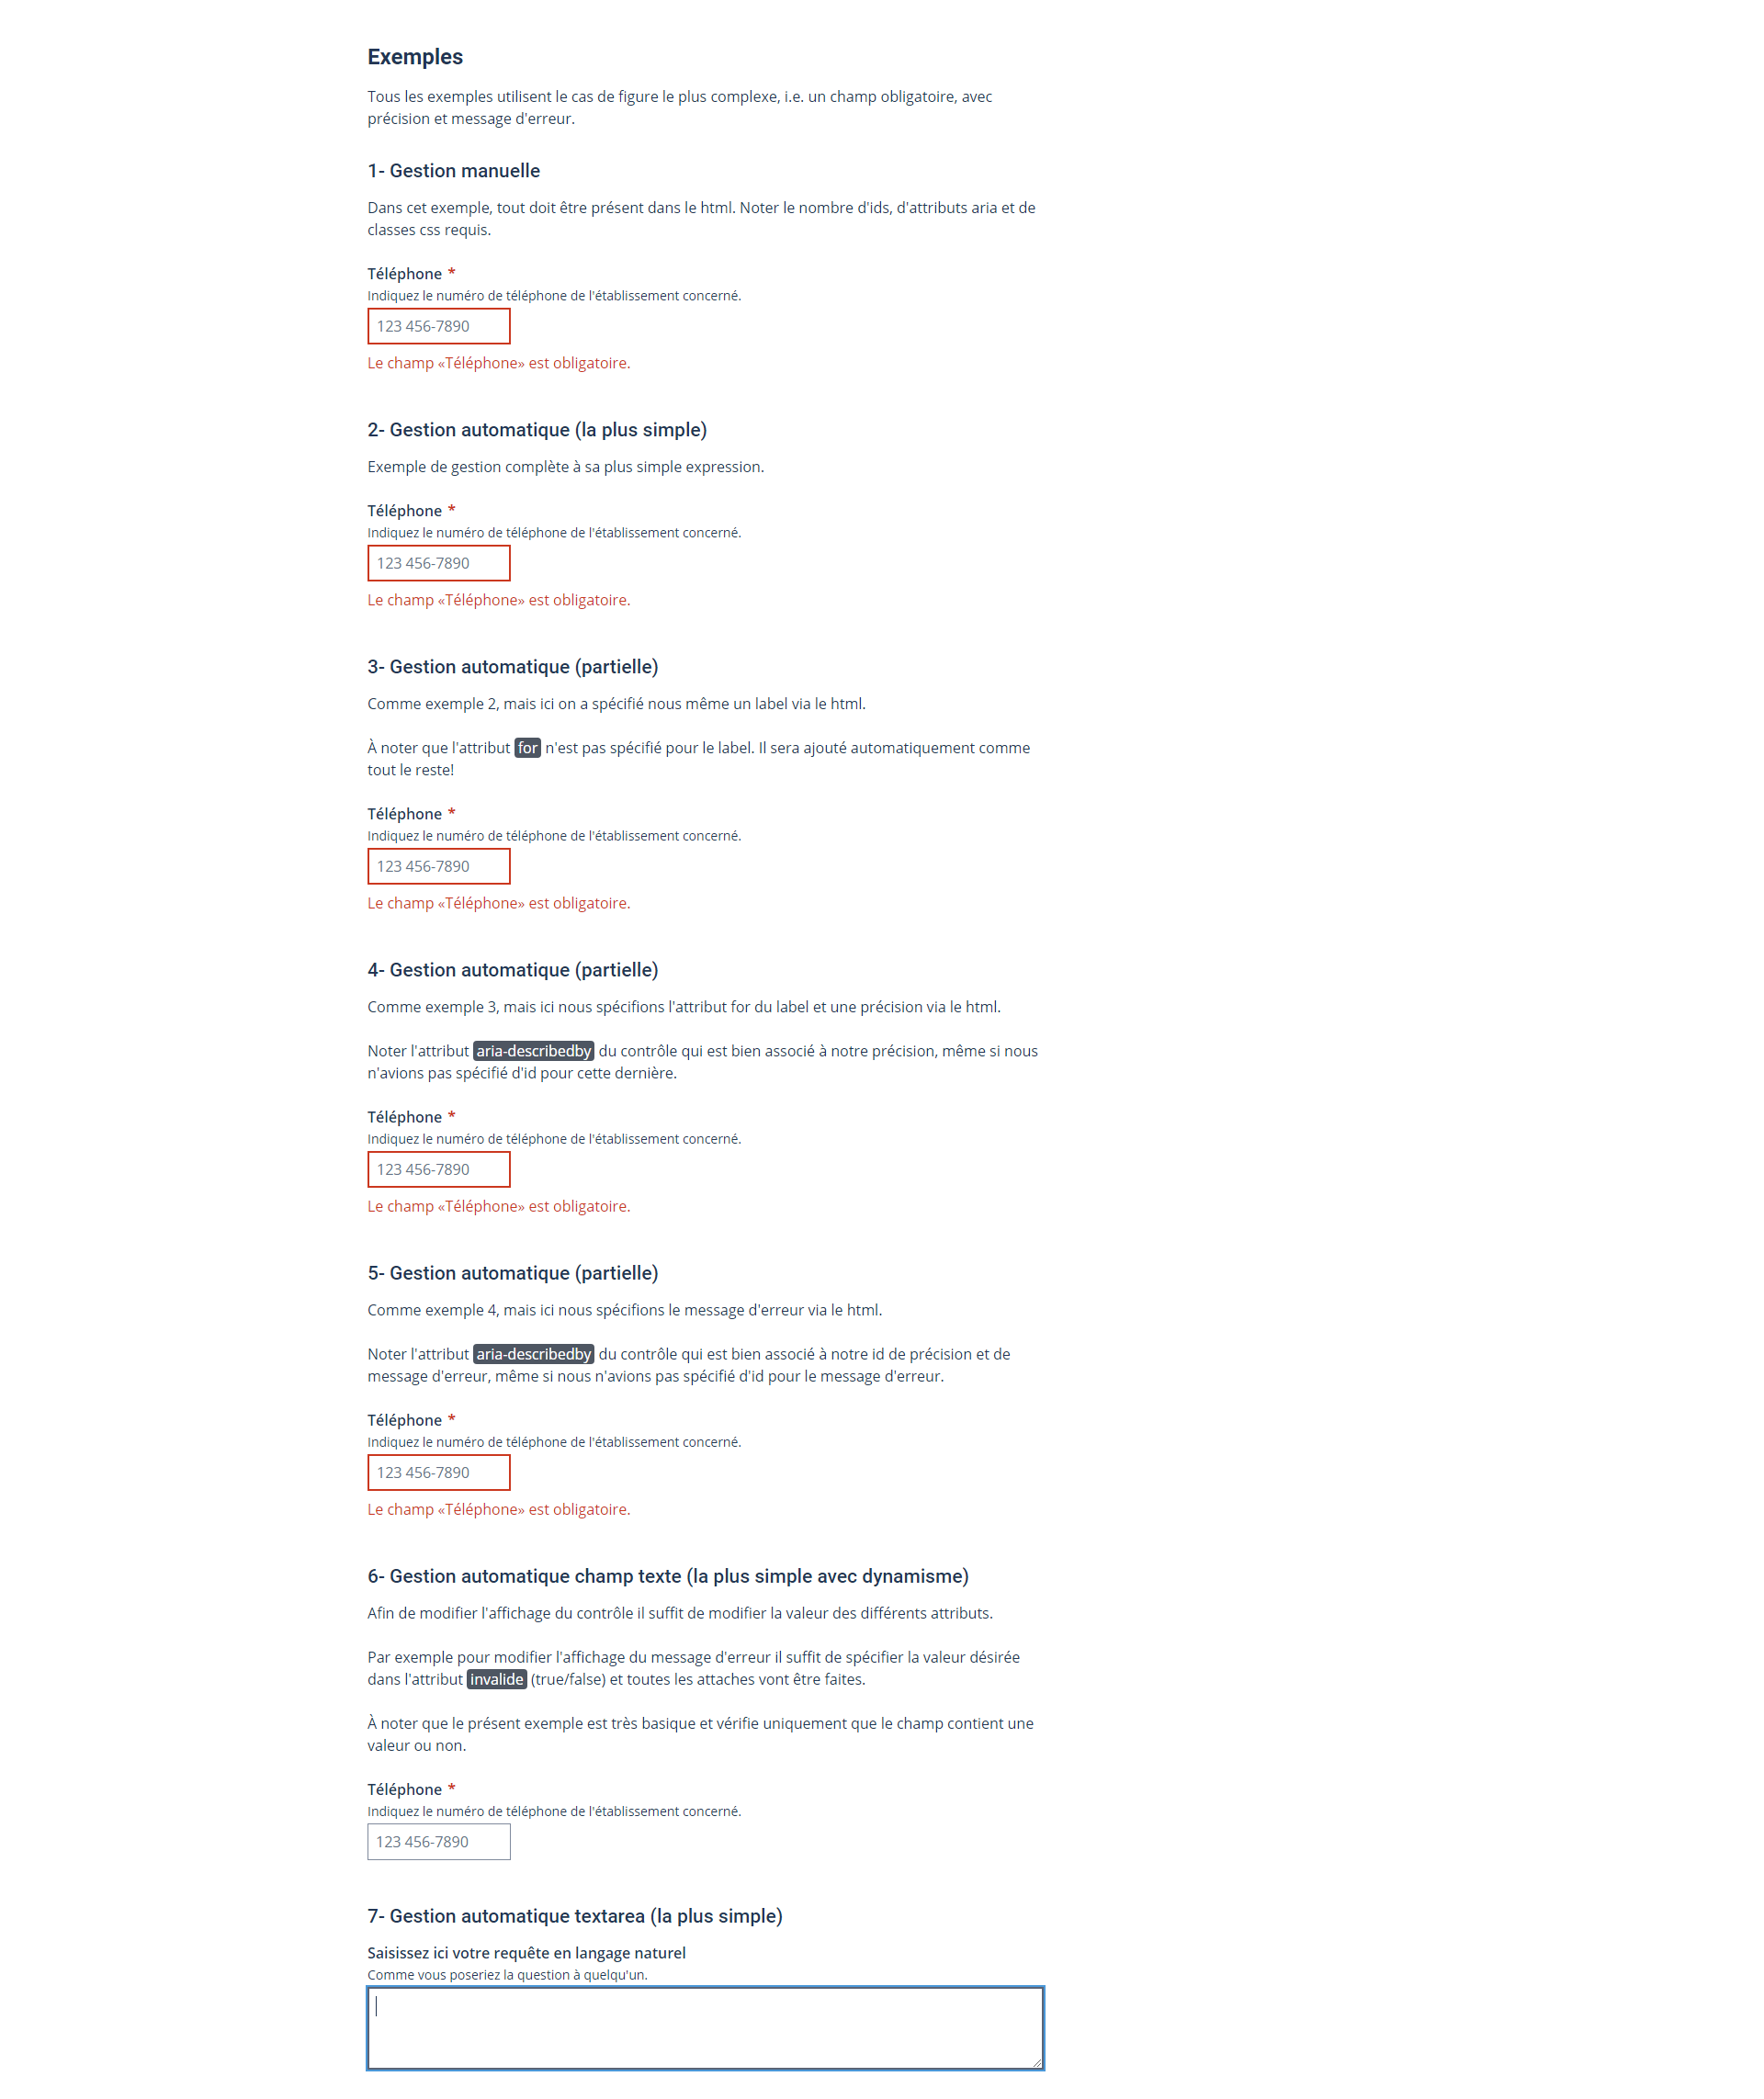 Exemples
Tous les exemples utilisent le cas de figure le plus complexe, i.e. un champ obligatoire, avec
précision et message d'erreur.
1- Gestion manuelle
Dans cet exemple, tout doit être présent dans le html. Noter le nombre d'ids, d'attributs aria et de
classes css requis.
Téléphone *
Indiquez le numéro de téléphone de l'établissement concerné.
123 456-7890
Le champ «Téléphone» est obligatoire.
2- Gestion automatique (la plus simple)
Exemple de gestion complète à sa plus simple expression.
Téléphone *
Indiquez le numéro de téléphone de l'établissement concerné.
123 456-7890
Le champ «Téléphone» est obligatoire.
3- Gestion automatique (partielle)
Comme exemple 2, mais ici on a spécifié nous même un label via le html.
À noter que l'attribut for n'est pas spécifié pour le label. Il sera ajouté automatiquement comme
tout le reste!
Téléphone *
Indiquez le numéro de téléphone de l'établissement concerné.
123 456-7890
Le champ «Téléphone» est obligatoire.
4- Gestion automatique (partielle)
Comme exemple 3, mais ici nous spécifions l'attribut for du label et une précision via le html.
Noter l'attribut aria-describedby du contrôle qui est bien associé à notre précision, même si nous
n'avions pas spécifié d'id pour cette dernière.
Téléphone *
Indiquez le numéro de téléphone de l'établissement concerné.
123 456-7890
Le champ «Téléphone» est obligatoire.
5- Gestion automatique (partielle)
Comme exemple 4, mais ici nous spécifions le message d'erreur via le html.
Noter l'attribut aria-describedby du contrôle qui est bien associé à notre id de précision et de
message d'erreur, même si nous n'avions pas spécifié d'id pour le message d'erreur.
Téléphone *
Indiquez le numéro de téléphone de l'établissement concerné.
123 456-7890
Le champ «Téléphone» est obligatoire.
6- Gestion automatique champ texte (la plus simple avec dynamisme)
Afin de modifier l'affichage du contrôle il suffit de modifier la valeur des différents attributs.
Par exemple pour modifier l'affichage du message d'erreur il suffit de spécifier la valeur désirée
dans l'attribut invalide (true/false) et toutes les attaches vont être faites.
À noter que le présent exemple est très basique et vérifie uniquement que le champ contient une
valeur ou non.
Téléphone *
Indiquez le numéro de téléphone de l'établissement concerné.
123 456-7890
7- Gestion automatique textarea (la plus simple)
Saisissez ici votre requête en langage naturel
Comme vous poseriez la question à quelqu'un.